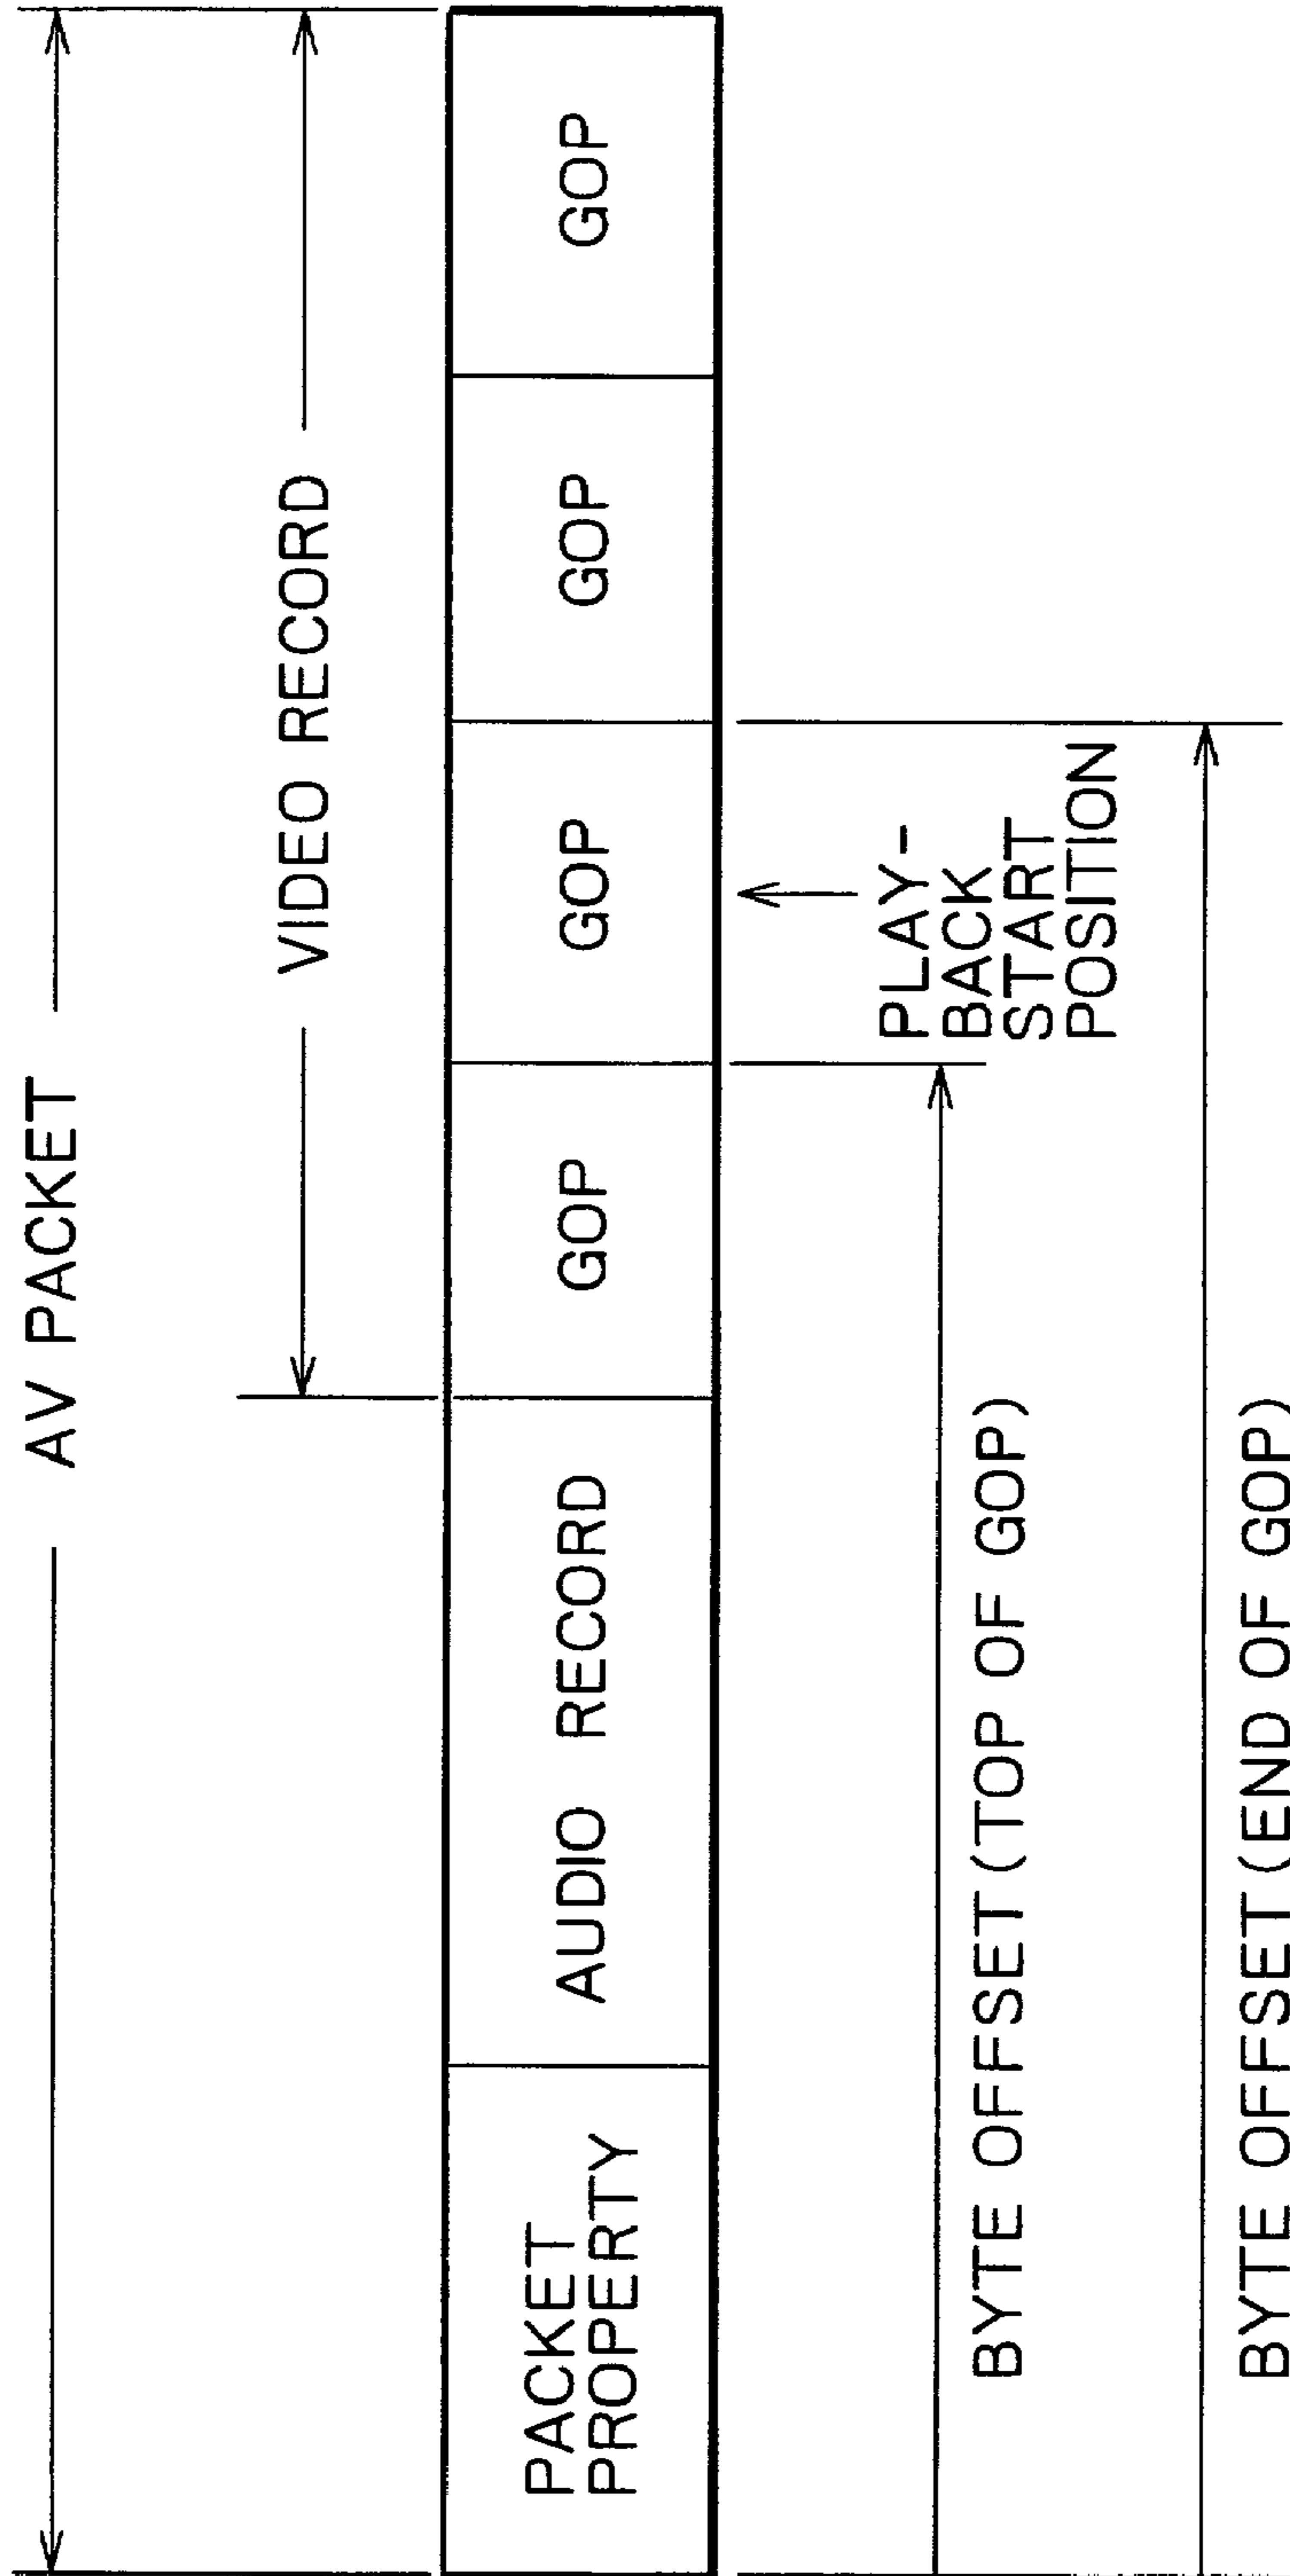 AV PACKET
VIDEO RECORD
PACKET
PROPERTY
AUDIO RECORD
GOP
GOP
GOP
GOP
PLAY-
BACK
START
POSITION
BYTE OFFSET (TOP OF GOP)
BYTE OFFSET (END OF GOP)